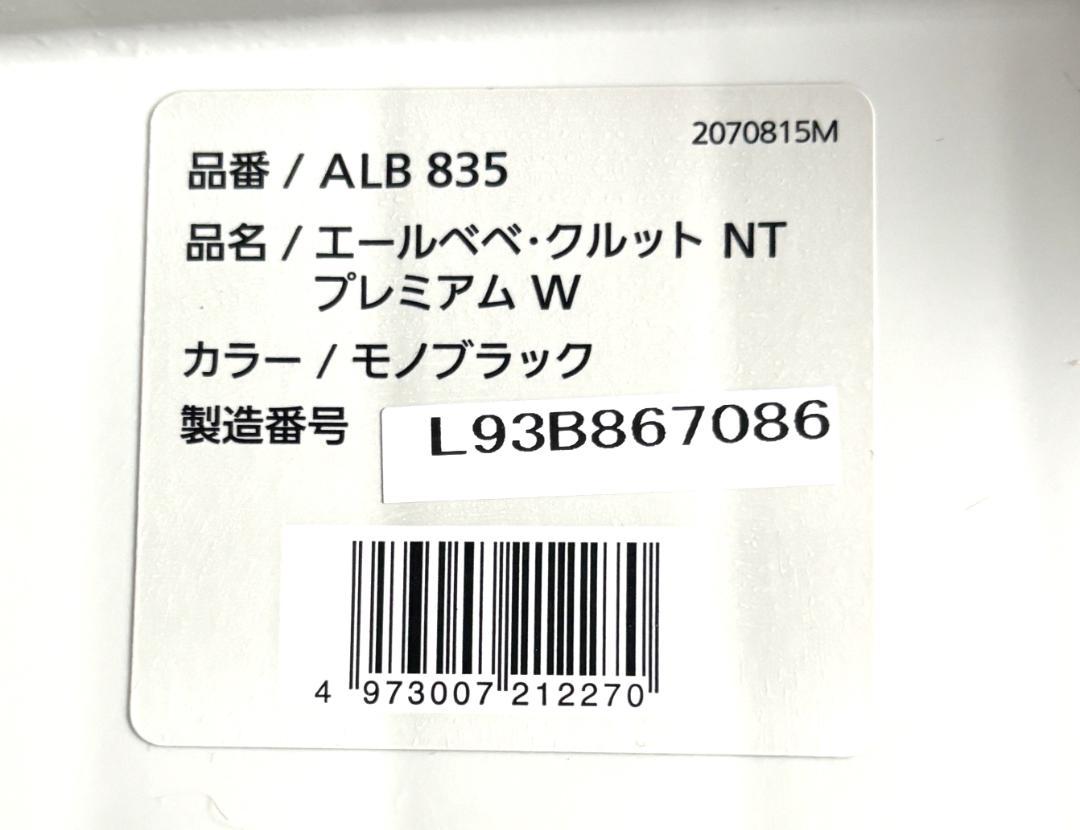 2070815M
品番 / ALB 835
品名 / エールベベ・クルット NT
プレミアム W
カラー / モノブラック
製造番号 L93B867086
4 973007 212270